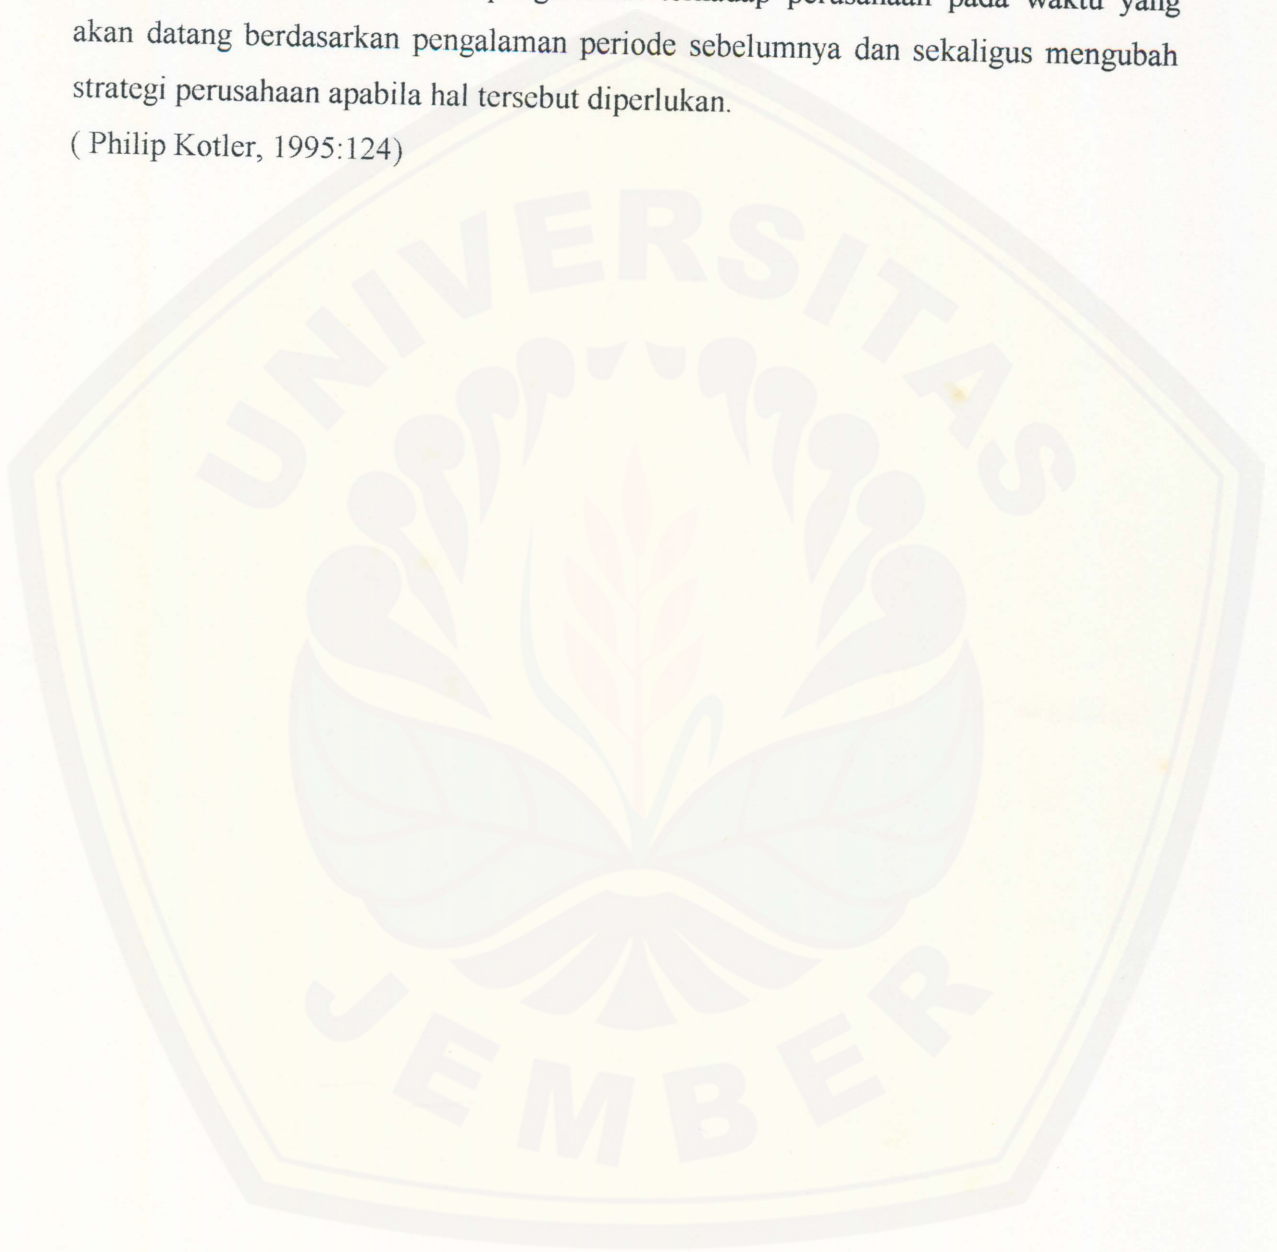 terhadap perusahaan pada waktu yang
akan datang berdasarkan pengalaman periode sebelumnya dan sekaligus mengubah
strategi perusahaan apabila hal tersebut diperlukan.
( Philip Kotler, 1995:124)
UNIVERSITAS
JEMBER